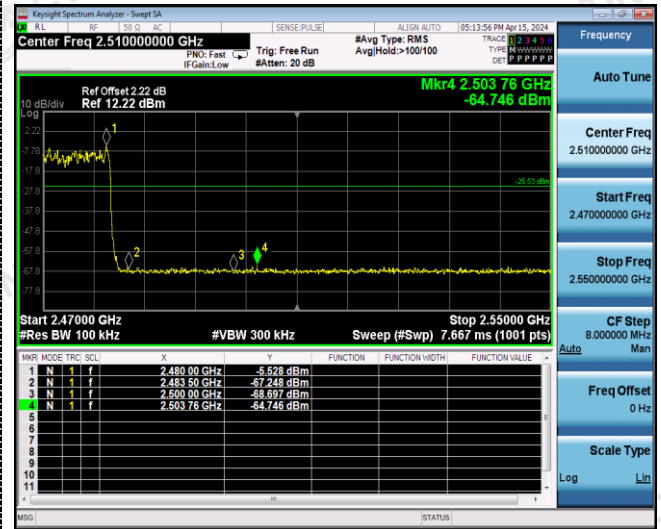 Keysight Spectrum Analyzer - Swept SA
RL RF 50 Ω AC SENSE:PULSE ALIGN AUTO 05:13:56 PM Apr 15, 2024
Center Freq 2.510000000 GHz
PNO: Fast
IFGain:Low
Trig: Free Run
#Atten: 20 dB
#Avg Type: RMS
Avg|Hold:>100/100
TRACE 1 2 3 4 5 6
TYPE M WWWWW
DET P P P P P P
Frequency
Ref Offset 2.22 dB
10 dB/div Ref 12.22 dBm
Log
Mkr4 2.503 76 GHz
-64.746 dBm
2.22
-7.78
-17.8
-27.8
-37.8
-47.8
-57.8
-67.8
-77.8
1
2
3
4
-25.53 dBm
Start 2.47000 GHz Stop 2.55000 GHz
#Res BW 100 kHz #VBW 300 kHz Sweep (#Swp) 7.667 ms (1001 pts)
MKR MODE TRC SCL X Y FUNCTION FUNCTION WIDTH FUNCTION VALUE
1 N 1 f 2.480 00 GHz -5.528 dBm
2 N 1 f 2.483 50 GHz -67.248 dBm
3 N 1 f 2.500 00 GHz -68.697 dBm
4 N 1 f 2.503 76 GHz -64.746 dBm
5
6
7
8
9
10
11
MSG STATUS
Auto Tune
Center Freq
2.510000000 GHz
Start Freq
2.470000000 GHz
Stop Freq
2.550000000 GHz
CF Step
8.000000 MHz
Auto Man
Freq Offset
0 Hz
Scale Type
Log Lin